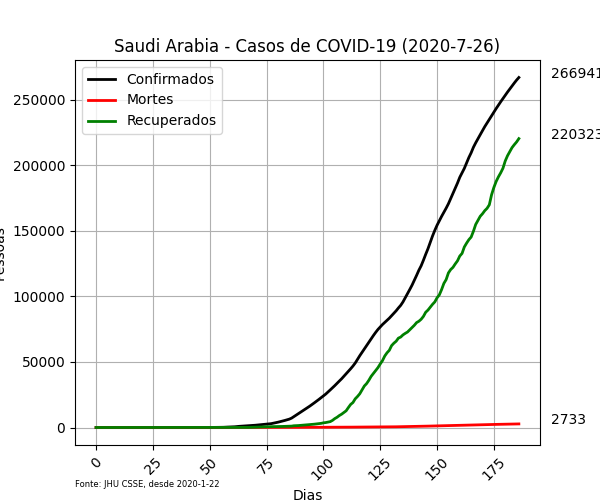 Saudi Arabia - Casos de COVID-19 (2020-7-26)
Confirmados
Mortes
Recuperados
266941
220323
2733
250000
200000
150000
100000
50000
0
0
25
50
75
100
125
150
175
Fonte: JHU CSSE, desde 2020-1-22
Dias